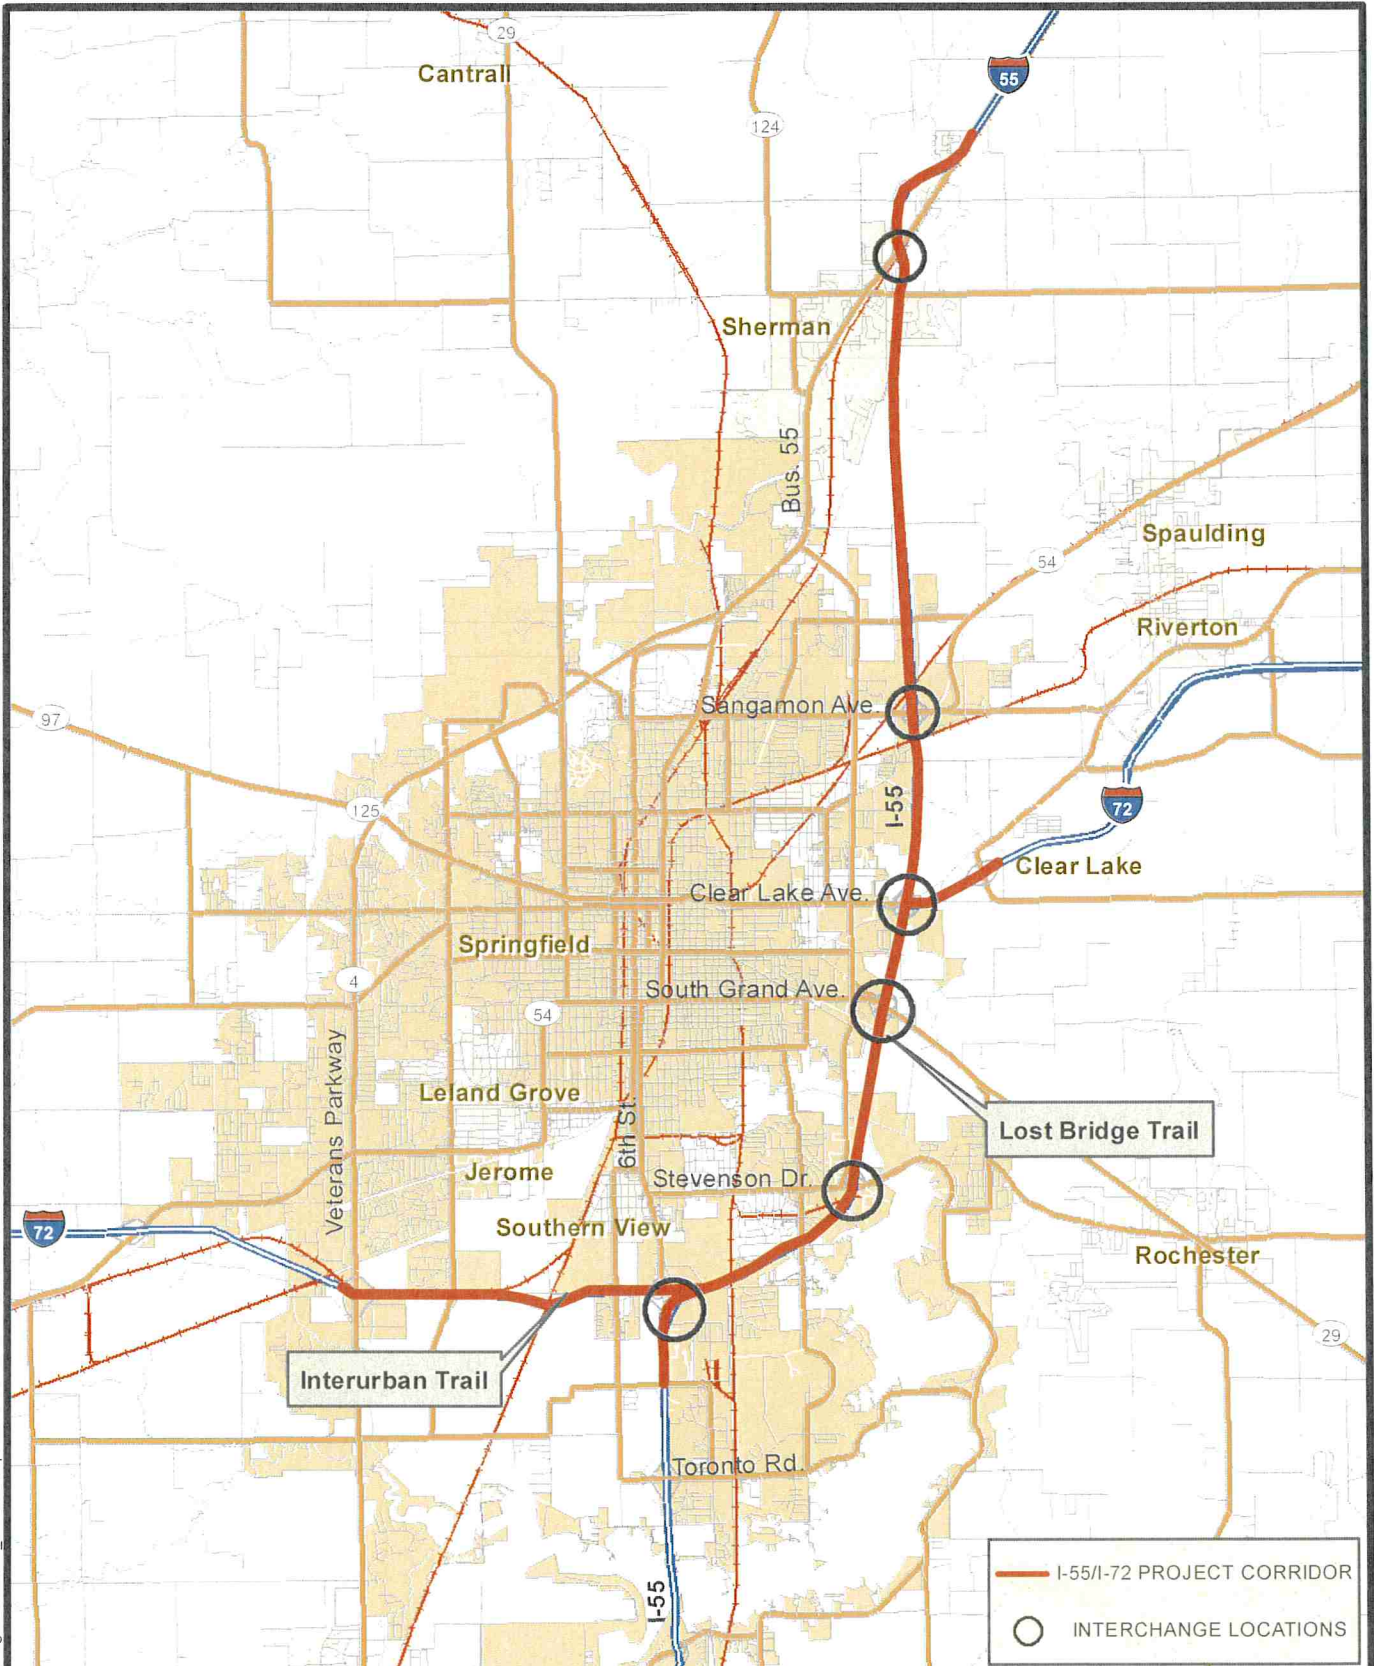 29
Cantrall
55
124
Sherman
Bus. 55
Spaulding
54
Riverton
Sangamon Ave.
97
I-55
72
125
Clear Lake
Clear Lake Ave.
Springfield
4
South Grand Ave.
54
Veterans Parkway
Leland Grove
6th St.
Lost Bridge Trail
Jerome
Stevenson Dr.
Southern View
72
Rochester
29
Interurban Trail
Toronto Rd.
I-55
I-55/I-72 PROJECT CORRIDOR
INTERCHANGE LOCATIONS